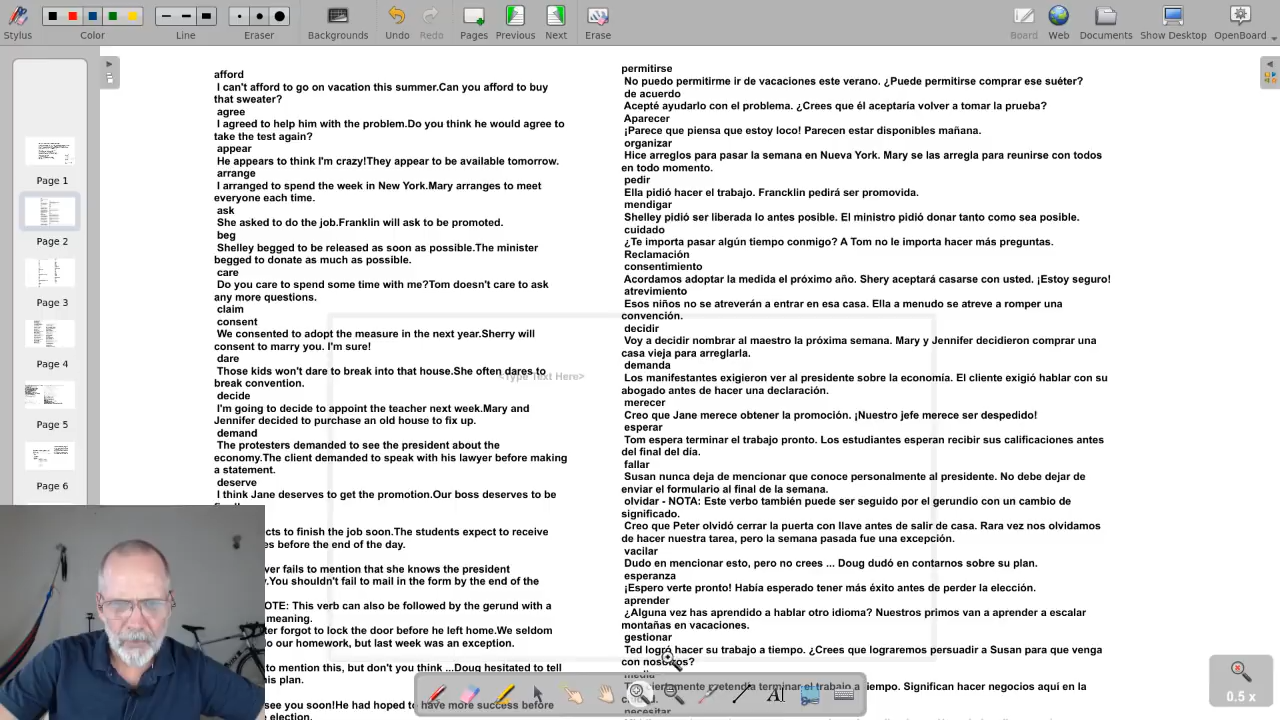 Stylus
Color
Line
Eraser
Backgrounds
Undo
Redo
Pages
Previous
Next
Erase
Board
Web
Documents
Show Desktop
OpenBoard
Page 1
Page 2
Page 3
Page 4
Page 5
Page 6
afford
I can't afford to go on vacation this summer.Can you afford to buy
that sweater?
agree
I agreed to help him with the problem.Do you think he would agree to
take the test again?
appear
He appears to think I'm crazy!They appear to be available tomorrow.
arrange
I arranged to spend the week in New York.Mary arranges to meet
everyone each time.
ask
She asked to do the job.Franklin will ask to be promoted.
beg
Shelley begged to be released as soon as possible.The minister
begged to donate as much as possible.
care
Do you care to spend some time with me?Tom doesn't care to ask
any more questions.
claim
consent
We consented to adopt the measure in the next year.Sherry will
consent to marry you. I'm sure!
dare
Those kids won't dare to break into that house.She often dares to
break convention.
decide
I'm going to decide to appoint the teacher next week.Mary and
Jennifer decided to purchase an old house to fix up.
demand
The protesters demanded to see the president about the
economy.The client demanded to speak with his lawyer before making
a statement.
deserve
I think Jane deserves to get the promotion.Our boss deserves to be
cts to finish the job soon.The students expect to receive
es before the end of the day.
ver fails to mention that she knows the president
.You shouldn't fail to mail in the form by the end of the
OTE: This verb can also be followed by the gerund with a
meaning.
ter forgot to lock the door before he left home.We seldom
o our homework, but last week was an exception.
to mention this, but don't you think ...Doug hesitated to tell
his plan.
see you soon!He had hoped to have more success before
e election.
<Type Text Here>
permitirse
No puedo permitirme ir de vacaciones este verano. ¿Puede permitirse comprar ese suéter?
de acuerdo
Acepté ayudarlo con el problema. ¿Crees que él aceptaría volver a tomar la prueba?
Aparecer
¡Parece que piensa que estoy loco! Parecen estar disponibles mañana.
organizar
Hice arreglos para pasar la semana en Nueva York. Mary se las arregla para reunirse con todos
en todo momento.
pedir
Ella pidió hacer el trabajo. Francklin pedirá ser promovida.
mendigar
Shelley pidió ser liberada lo antes posible. El ministro pidió donar tanto como sea posible.
cuidado
¿Te importa pasar algún tiempo conmigo? A Tom no le importa hacer más preguntas.
Reclamación
consentimiento
Acordamos adoptar la medida el próximo año. Shery aceptará casarse con usted. ¡Estoy seguro!
atrevimiento
Esos niños no se atreverán a entrar en esa casa. Ella a menudo se atreve a romper una
convención.
decidir
Voy a decidir nombrar al maestro la próxima semana. Mary y Jennifer decidieron comprar una
casa vieja para arreglarla.
demanda
Los manifestantes exigieron ver al presidente sobre la economía. El cliente exigió hablar con su
abogado antes de hacer una declaración.
merecer
Creo que Jane merece obtener la promoción. ¡Nuestro jefe merece ser despedido!
esperar
Tom espera terminar el trabajo pronto. Los estudiantes esperan recibir sus calificaciones antes
del final del día.
fallar
Susan nunca deja de mencionar que conoce personalmente al presidente. No debe dejar de
enviar el formulario al final de la semana.
olvidar - NOTA: Este verbo también puede ser seguido por el gerundio con un cambio de
significado.
Creo que Peter olvidó cerrar la puerta con llave antes de salir de casa. Rara vez nos olvidamos
de hacer nuestra tarea, pero la semana pasada fue una excepción.
vacilar
Dudo en mencionar esto, pero no crees ... Doug dudó en contarnos sobre su plan.
esperanza
¡Espero verte pronto! Había esperado tener más éxito antes de perder la elección.
aprender
¿Alguna vez has aprendido a hablar otro idioma? Nuestros primos van a aprender a escalar
montañas en vacaciones.
gestionar
Ted logró hacer su trabajo a tiempo. ¿Crees que lograremos persuadir a Susan para que venga
con nosotros?
pretendía terminar el trabajo a tiempo. Significan hacer negocios aquí en la
necesitar
0.5 x